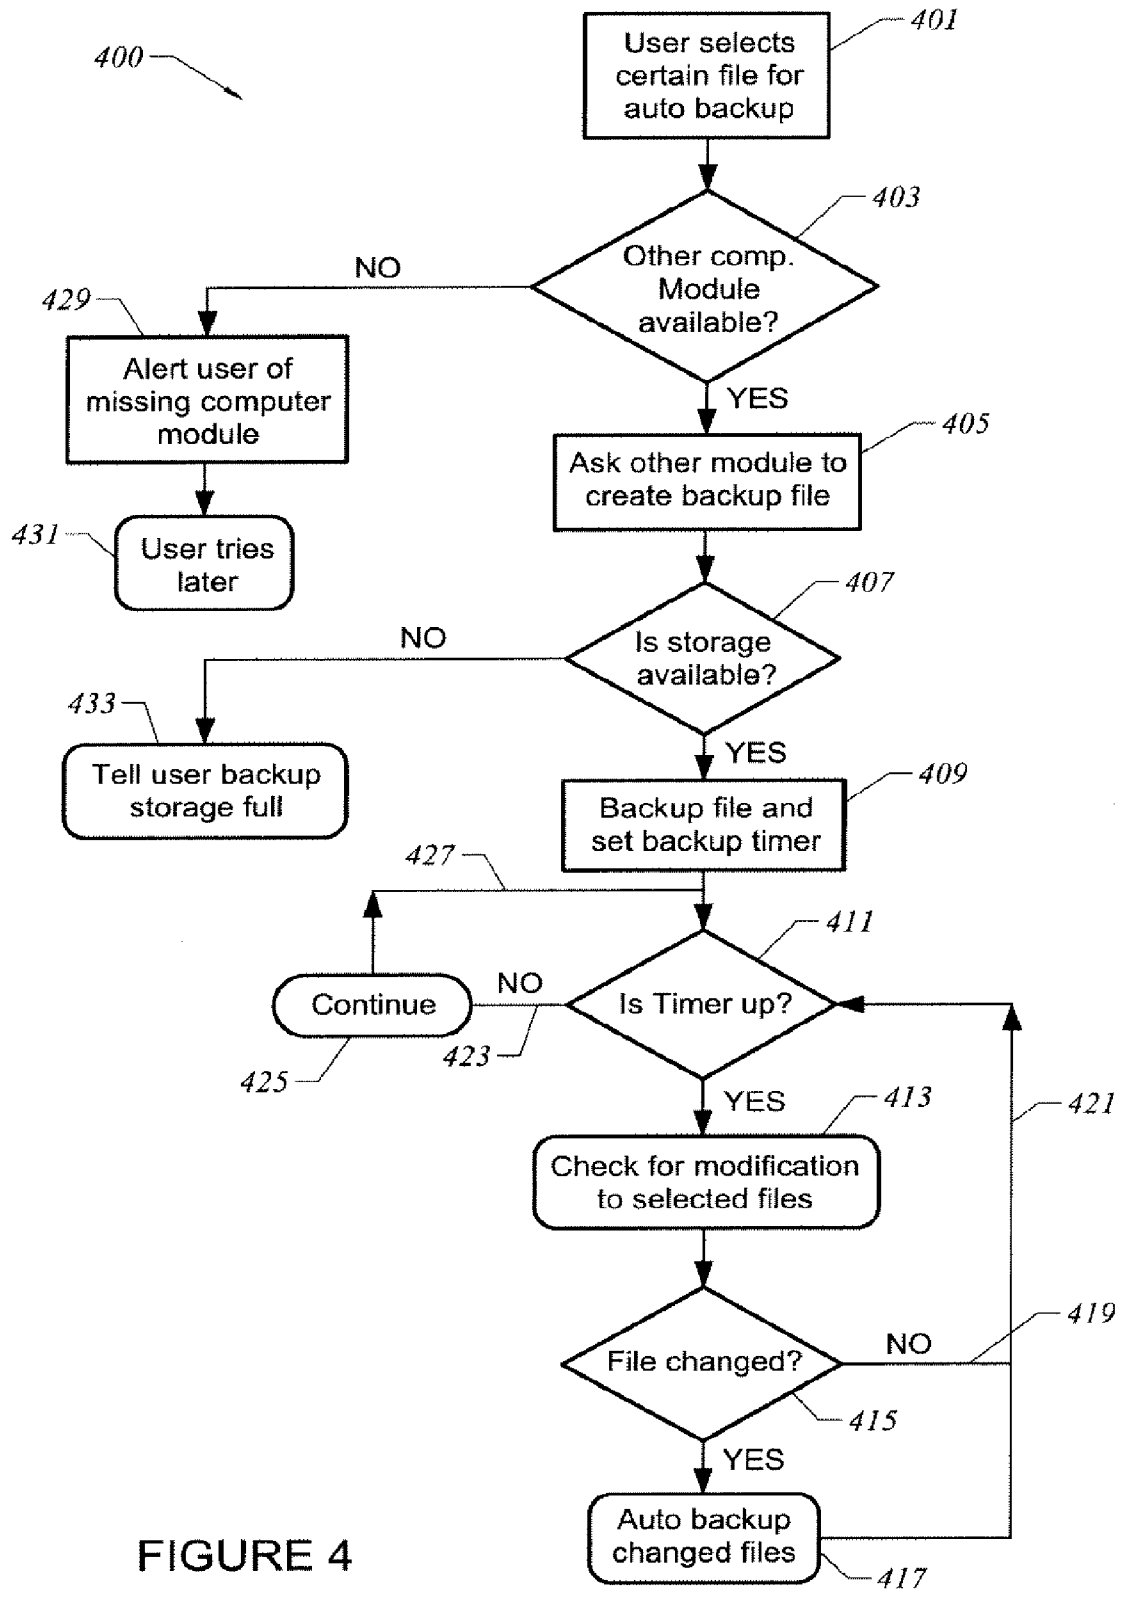 400
401
User selects
certain file for
auto backup
403
Other comp.
Module
available?
NO
429
Alert user of
missing computer
module
YES
405
Ask other module to
create backup file
431
User tries
later
407
Is storage
available?
NO
433
Tell user backup
storage full
YES
409
Backup file and
set backup timer
427
411
Is Timer up?
NO
Continue
423
425
YES
413
421
Check for modification
to selected files
419
File changed?
NO
415
YES
Auto backup
changed files
417
FIGURE 4